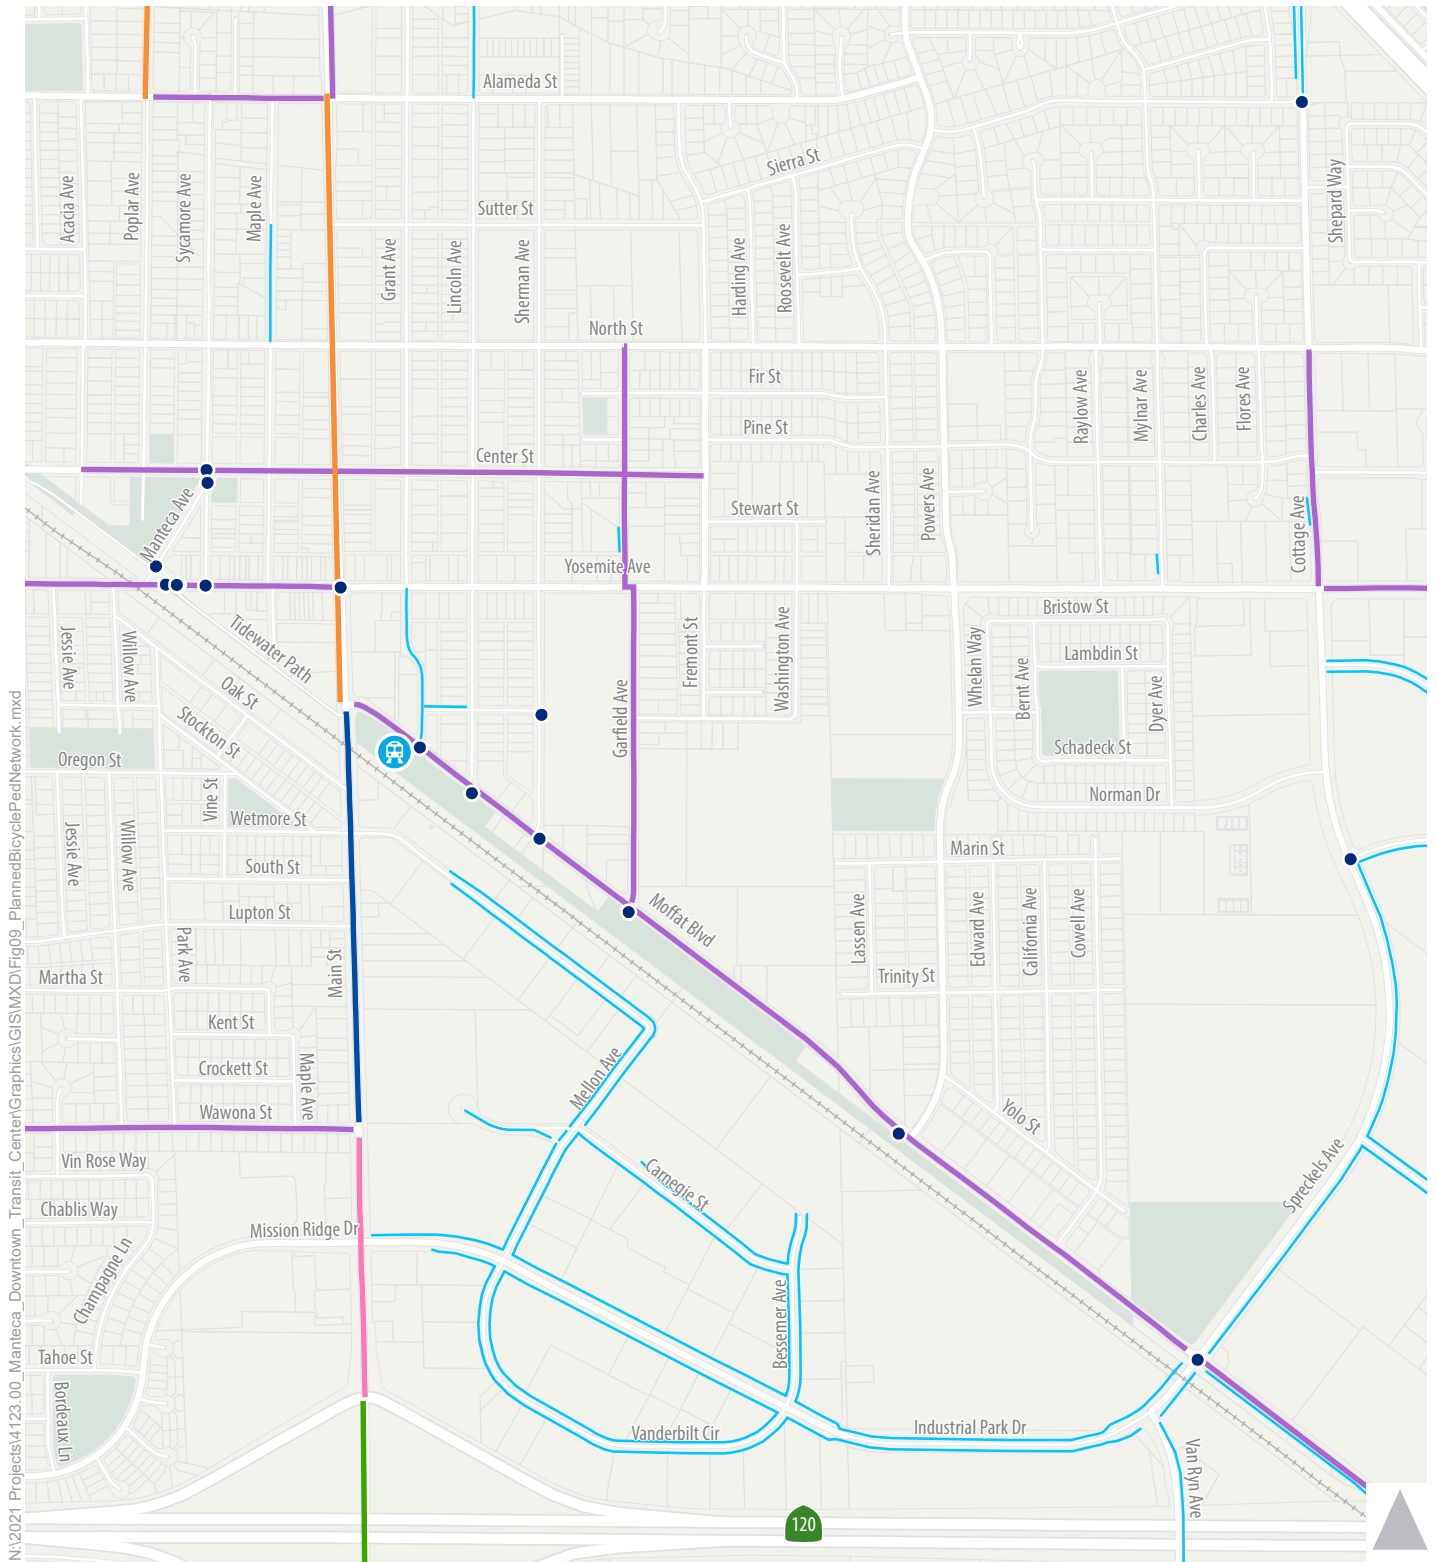 Alameda St
Sierra St
Acacia Ave
Poplar Ave
Sycamore Ave
Maple Ave
Sutter St
Shepard Way
Grant Ave
Lincoln Ave
Sherman Ave
Harding Ave
Roosevelt Ave
North St
Fir St
Raylow Ave
Mylnar Ave
Charles Ave
Flores Ave
Pine St
Center St
Stewart St
Sheridan Ave
Powers Ave
Manteca Ave
Cottage Ave
Yosemite Ave
Bristow St
Jessie Ave
Willow Ave
Tidewater Path
Fremont St
Washington Ave
Whelan Way
Bernt Ave
Lambdin St
Dyer Ave
Oak St
Stockton St
Garfield Ave
Schadeck St
Oregon St
Norman Dr
Vine St
Wetmore St
Jessie Ave
Willow Ave
Marin St
South St
Lupton St
Moffat Blvd
Lassen Ave
Edward Ave
California Ave
Cowell Ave
Park Ave
Main St
Martha St
Trinity St
Kent St
Crockett St
Maple Ave
Mellon Ave
Wawona St
Yolo St
Vin Rose Way
Carnegie St
Spreckels Ave
Chablis Way
Mission Ridge Dr
Champagne Ln
Bessemer Ave
Tahoe St
Bordeaux Ln
Vanderbilt Cir
Industrial Park Dr
Van Ryn Ave
120
N:\2021 Projects\4123.00_Manteca_Downtown_Transit_Center\Graphics\GIS\MXD\Fig09_PlannedBicyclePedNetwork.mxd